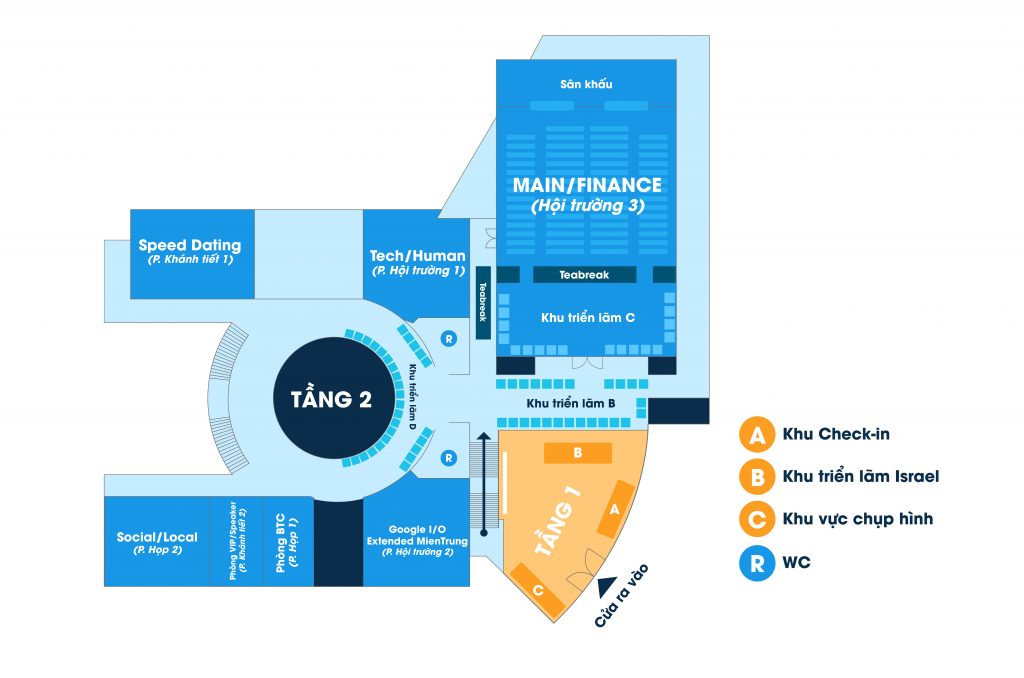 Sân khấu
MAIN/FINANCE
(Hội trường 3)
Speed Dating
(P. Khánh tiết 1)
Tech/Human
(P. Hội trường 1)
Teabreak
Teabreak
Khu triển lãm C
R
TẦNG 2
Khu triển lãm D
Khu triển lãm B
R
B
A
TẦNG 1
C
Cửa ra vào
Social/Local
(P. Họp 2)
Phòng VIP/Speaker
(P. Khánh tiết 2)
Phòng BTC
(P. Họp 1)
Google I/O
Extended MienTrung
(P. Hội trường 2)
A Khu Check-in
B Khu triển lãm Israel
C Khu vực chụp hình
R WC